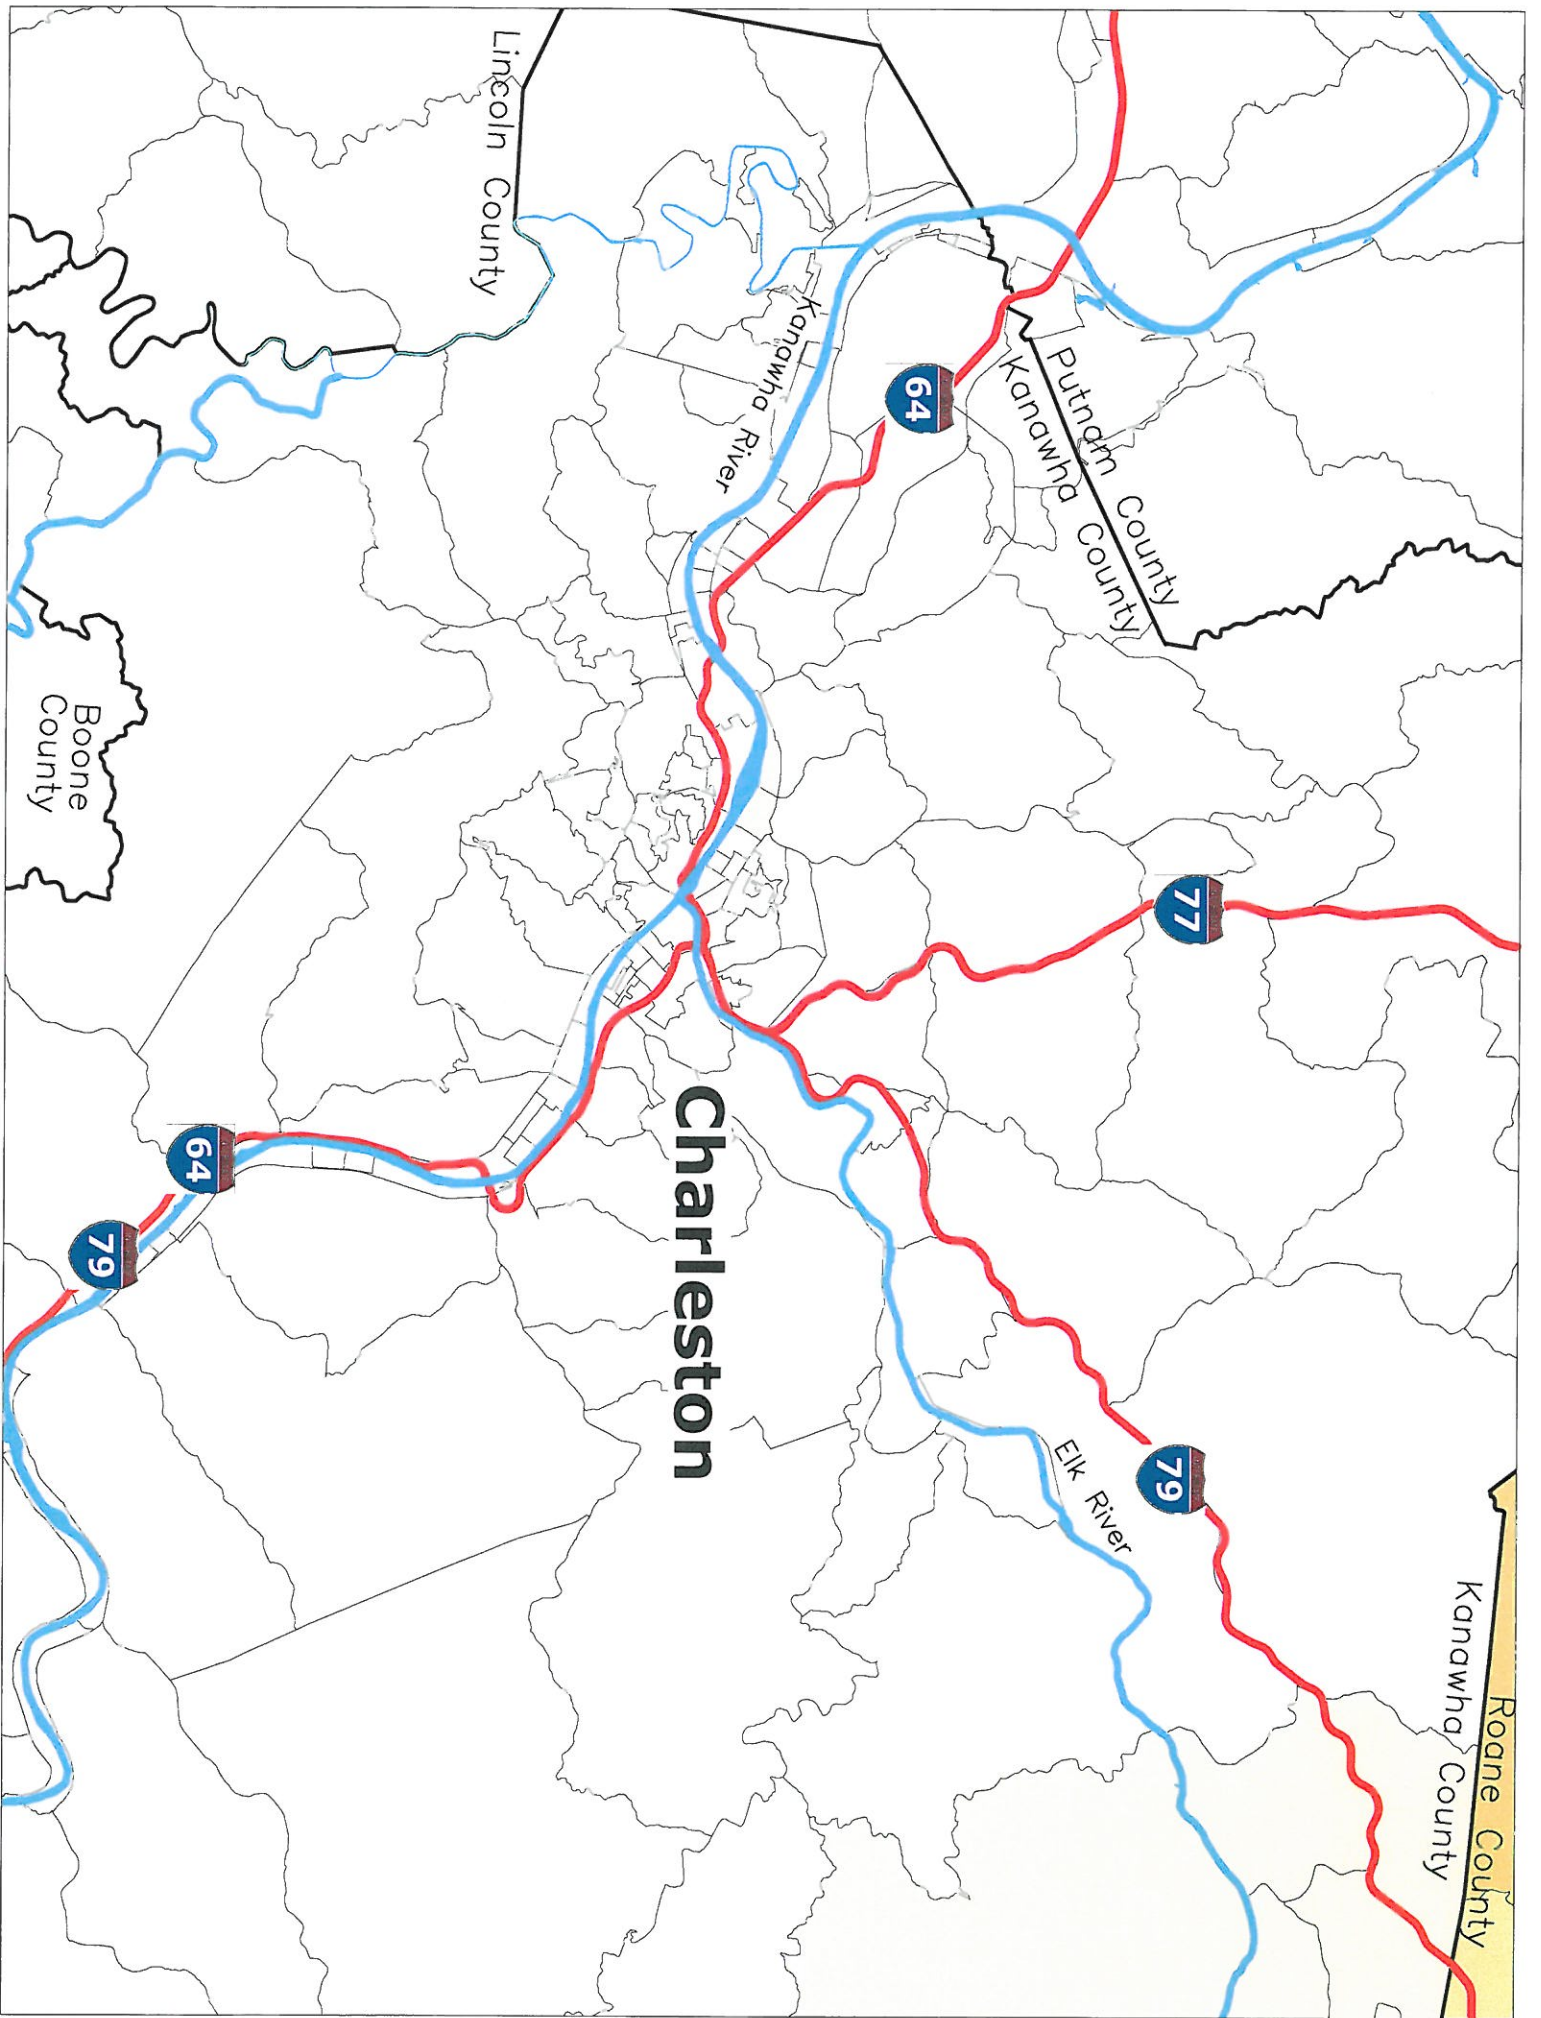 Putnam County
Kanawha County
77
79
Roane County
Kanawha County
64
Kanawha River
Elk River
Lincoln County
Charleston
Boone
County
64
79